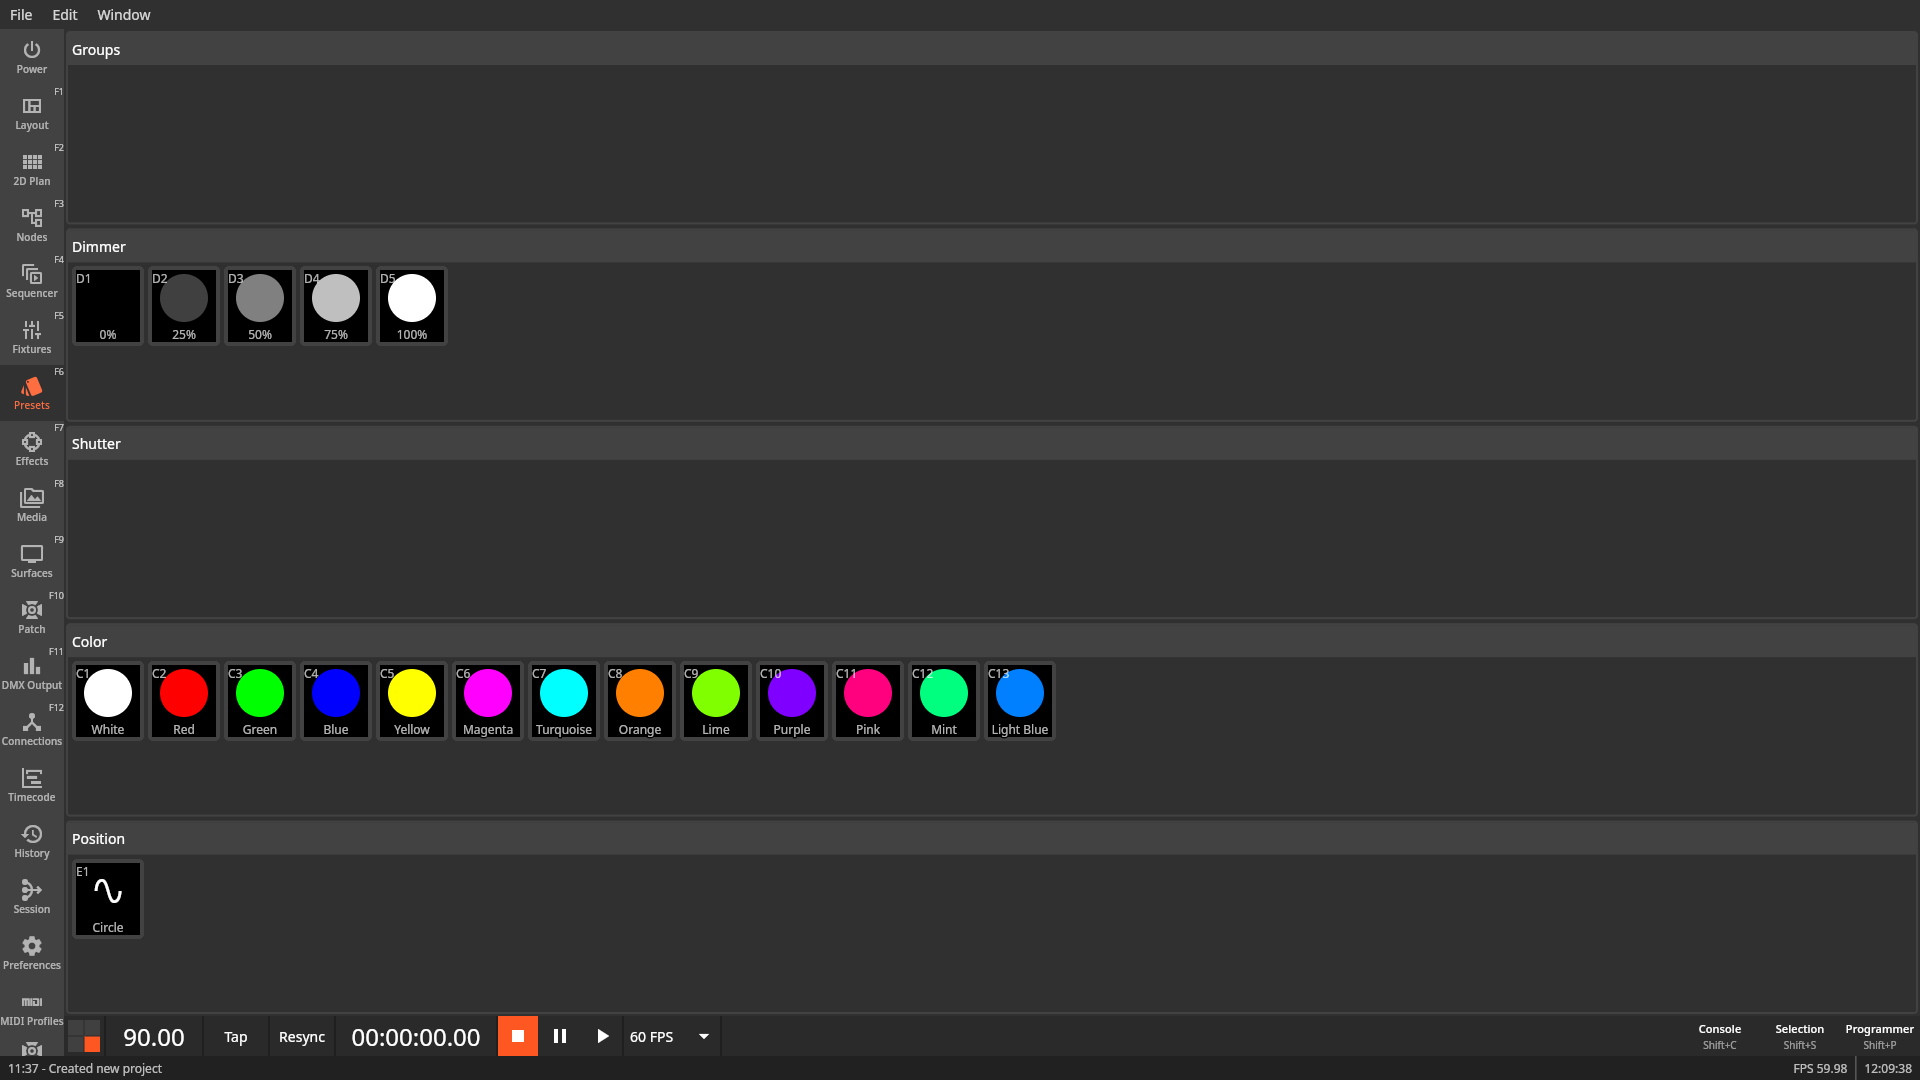 File Edit Window
Power
F1
Layout
F2
2D Plan
F3
Nodes
F4
Sequencer
F5
Fixtures
F6
Presets
F7
Effects
F8
Media
F9
Surfaces
F10
Patch
F11
DMX Output
F12
Connections
Timecode
History
Session
Preferences
MIDI
MIDI Profiles
Groups
Dimmer
D1 D2 D3 D4 D5
0% 25% 50% 75% 100%
Shutter
Color
C1 C2 C3 C4 C5 C6 C7 C8 C9 C10 C11 C12 C13
White Red Green Blue Yellow Magenta Turquoise Orange Lime Purple Pink Mint Light Blue
Position
E1
Circle
90.00 Tap Resync 00:00:00.00 60 FPS
Console Selection Programmer
Shift+C Shift+S Shift+P
11:37 - Created new project FPS 59.98 12:09:38